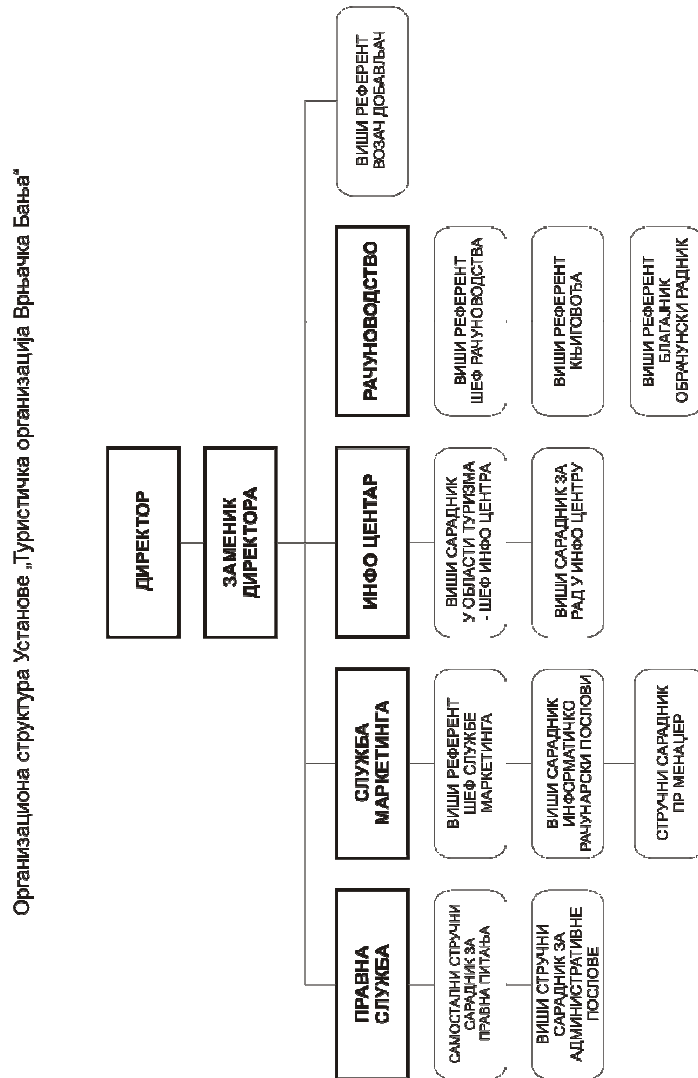 Организациона структура Установе „Туристичка организација Врњачка Бања“
ДИРЕКТОР
ЗАМЕНИК
ДИРЕКТОРА
ПРАВНА
СЛУЖБА
САМОСТАЛНИ СТРУЧНИ
САРАДНИК ЗА
ПРАВНА ПИТАЊА
ВИШИ СТРУЧНИ
САРАДНИК ЗА
АДМИНИСТРАТИВНЕ
ПОСЛОВЕ
СЛУЖБА
МАРКЕТИНГА
ВИШИ РЕФЕРЕНТ
ШЕФ СЛУЖБЕ
МАРКЕТИНГА
ВИШИ САРАДНИК
ИНФОРМАТИЧКО
РАЧУНАРСКИ ПОСЛОВИ
СТРУЧНИ САРАДНИК
ПР МЕНАЏЕР
ИНФО ЦЕНТАР
ВИШИ САРАДНИК
У ОБЛАСТИ ТУРИЗМА
- ШЕФ ИНФО ЦЕНТРА
ВИШИ САРАДНИК ЗА
РАД У ИНФО ЦЕНТРУ
РАЧУНОВОДСТВО
ВИШИ РЕФЕРЕНТ
ШЕФ РАЧУНОВОДСТВА
ВИШИ РЕФЕРЕНТ
КЊИГОВОЂА
ВИШИ РЕФЕРЕНТ
БЛАГАЈНИК
ОБРАЧУНСКИ РАДНИК
ВИШИ РЕФЕРЕНТ
ВОЗАЧ ДОБАВЉАЧ